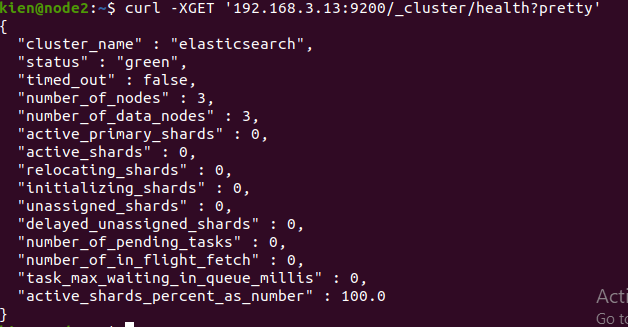 kien@node2:~$ curl -XGET '192.168.3.13:9200/_cluster/health?pretty'
{
  "cluster_name" : "elasticsearch",
  "status" : "green",
  "timed_out" : false,
  "number_of_nodes" : 3,
  "number_of_data_nodes" : 3,
  "active_primary_shards" : 0,
  "active_shards" : 0,
  "relocating_shards" : 0,
  "initializing_shards" : 0,
  "unassigned_shards" : 0,
  "delayed_unassigned_shards" : 0,
  "number_of_pending_tasks" : 0,
  "number_of_in_flight_fetch" : 0,
  "task_max_waiting_in_queue_millis" : 0,
  "active_shards_percent_as_number" : 100.0
}
Acti
Go to